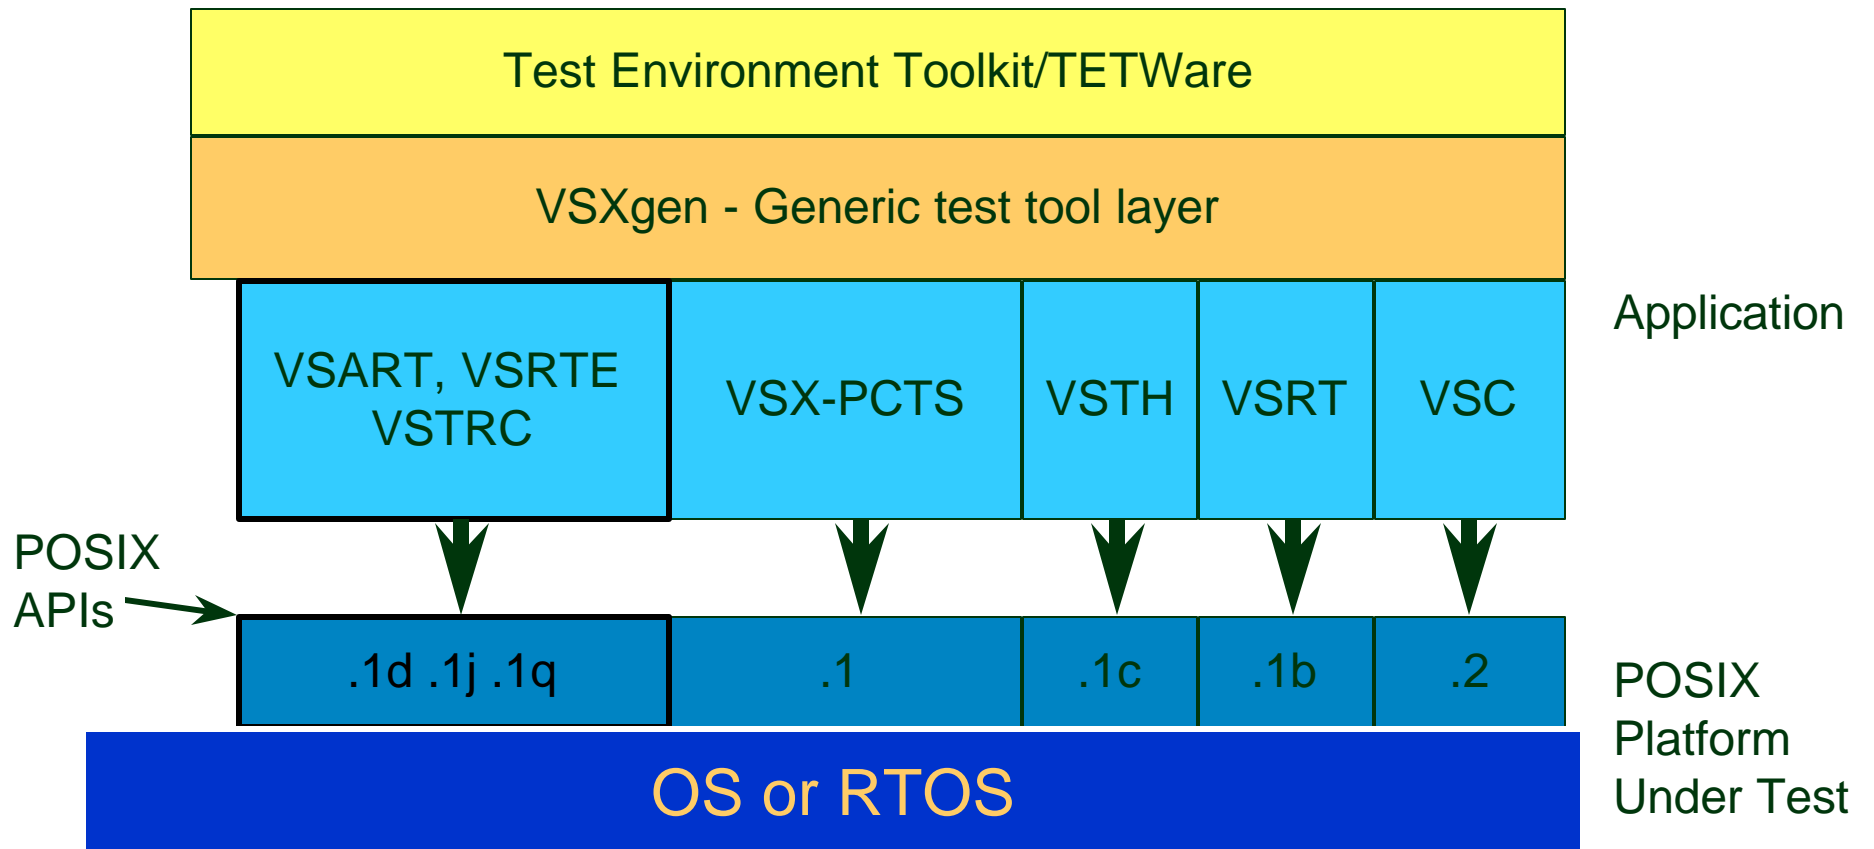 Test Environment Toolkit/TETWare
VSXgen - Generic test tool layer
Application
VSART, VSRTE
VSTRC
VSX-PCTS
VSTH
VSRT
VSC
POSIX
APIs
.1d .1j .1q
.1
.1c
.1b
.2
POSIX
Platform
Under Test
OS or RTOS